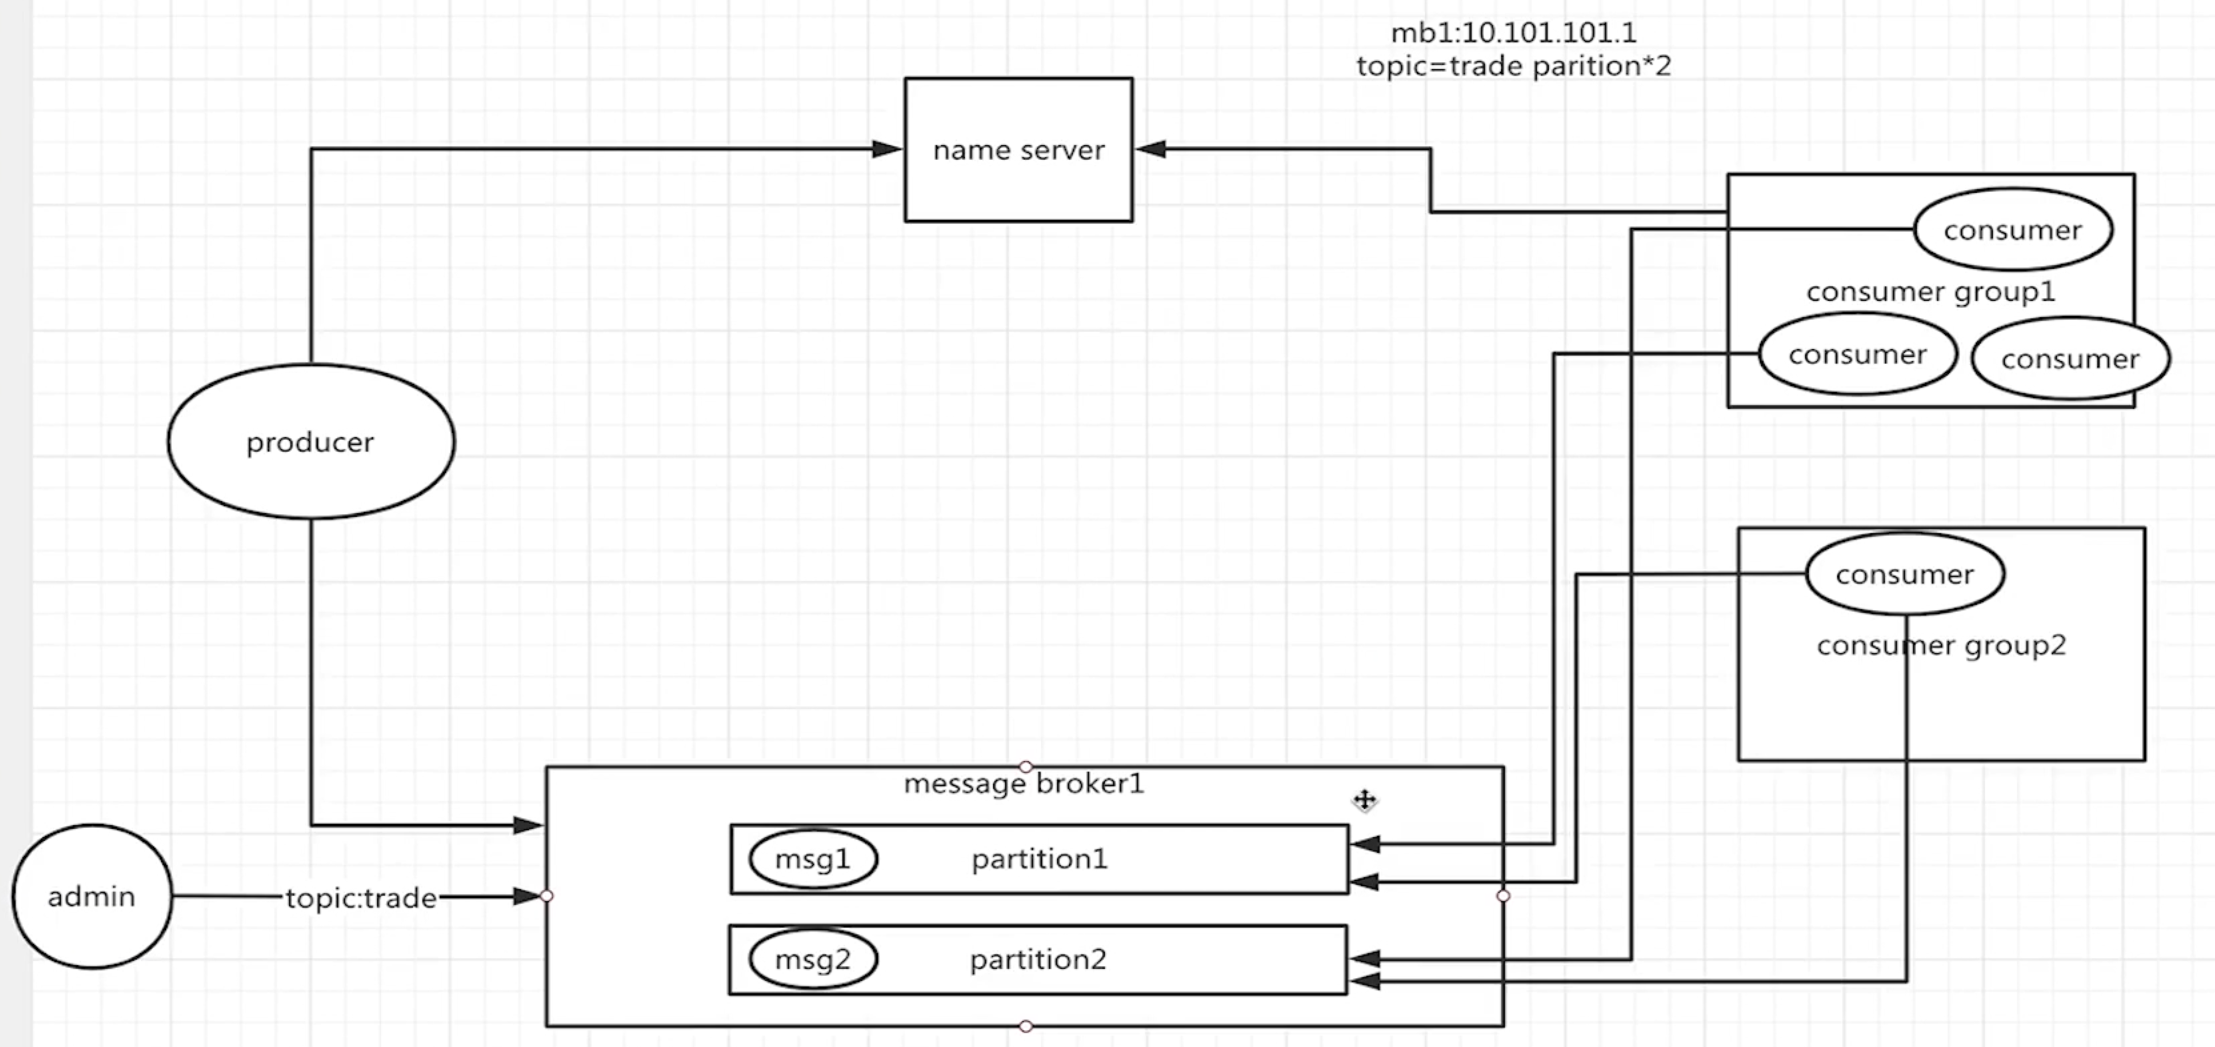 mb1:10.101.101.1
topic=trade parition*2
name server
consumer
consumer group1
consumer
consumer
producer
consumer
consumer group2
message broker1
msg1
partition1
admin
topic:trade
msg2
partition2